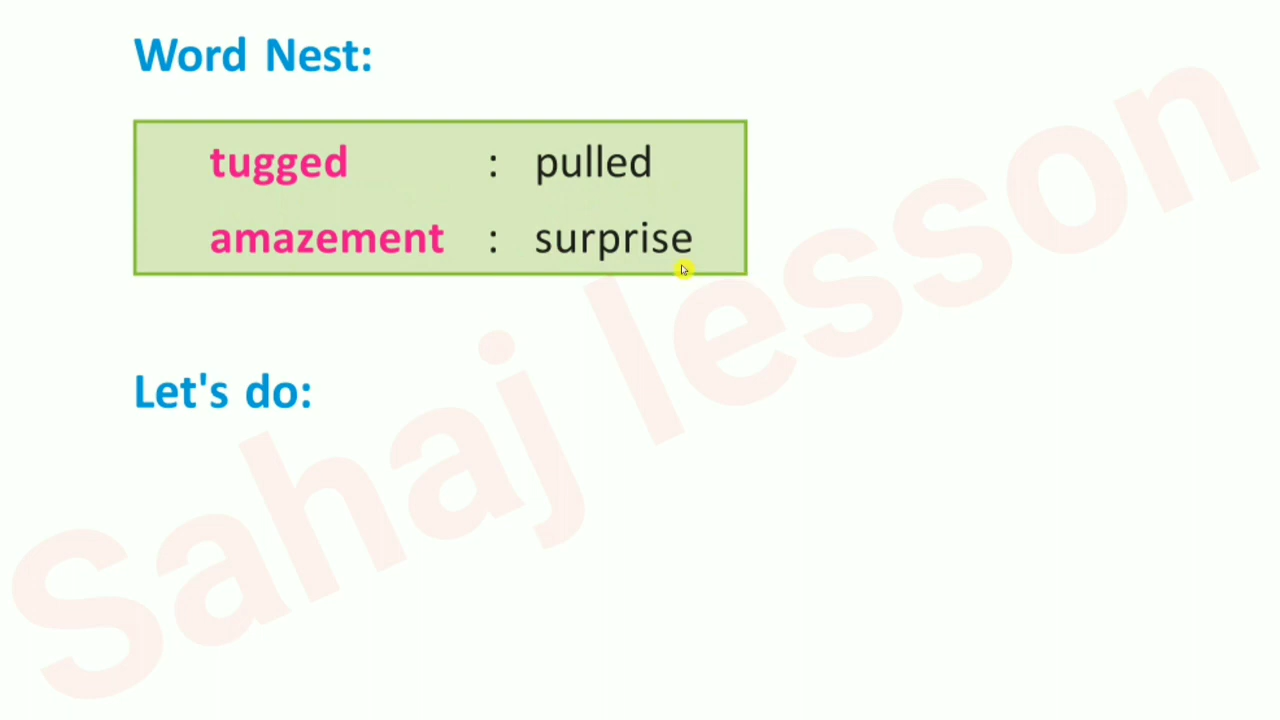 Word Nest:
tugged : pulled
amazement : surprise
Let's do:
Sahaj lesson